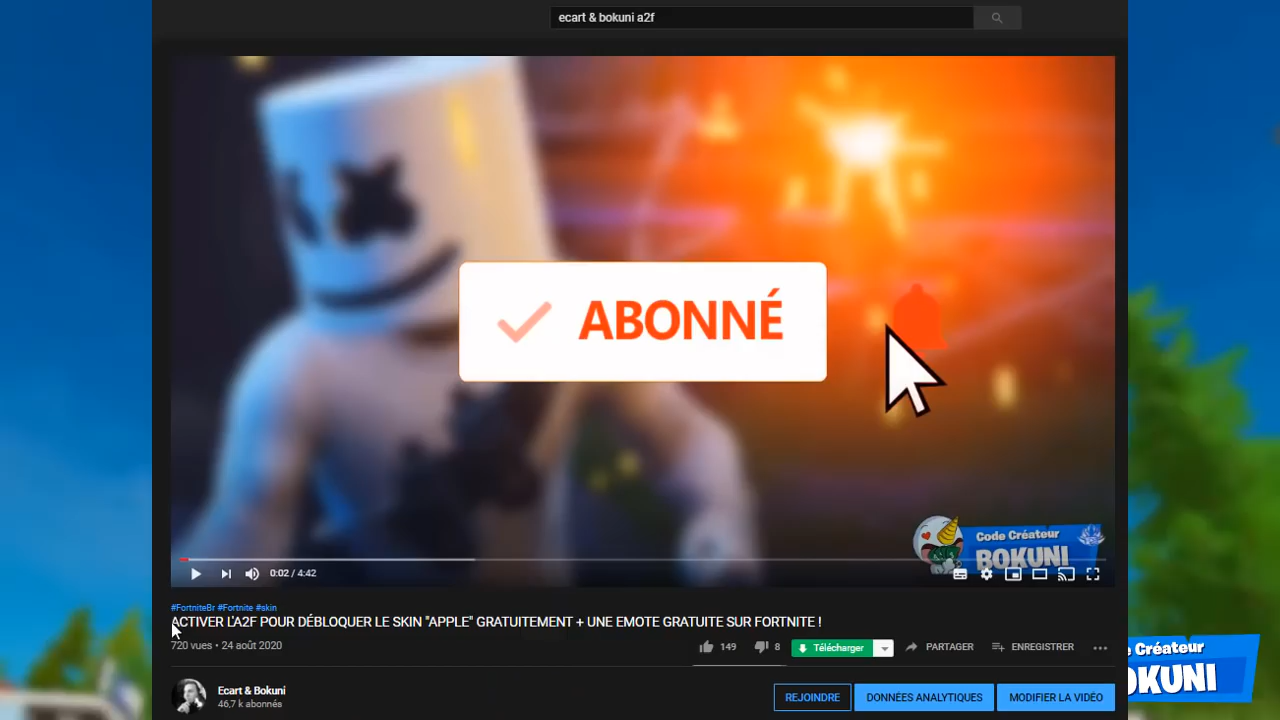 ecart & bokuni a2f
ABONNÉ
Code Créateur
BOKUNI
0:02 / 4:42
#FortniteBr #Fortnite #skin
ACTIVER L'A2F POUR DÉBLOQUER LE SKIN "APPLE" GRATUITEMENT + UNE EMOTE GRATUITE SUR FORTNITE !
720 vues • 24 août 2020
149
8
Télécharger
PARTAGER
ENREGISTRER
e Créateur
OKUNI
Ecart & Bokuni
46,7 k abonnés
REJOINDRE
DONNÉES ANALYTIQUES
MODIFIER LA VIDÉO